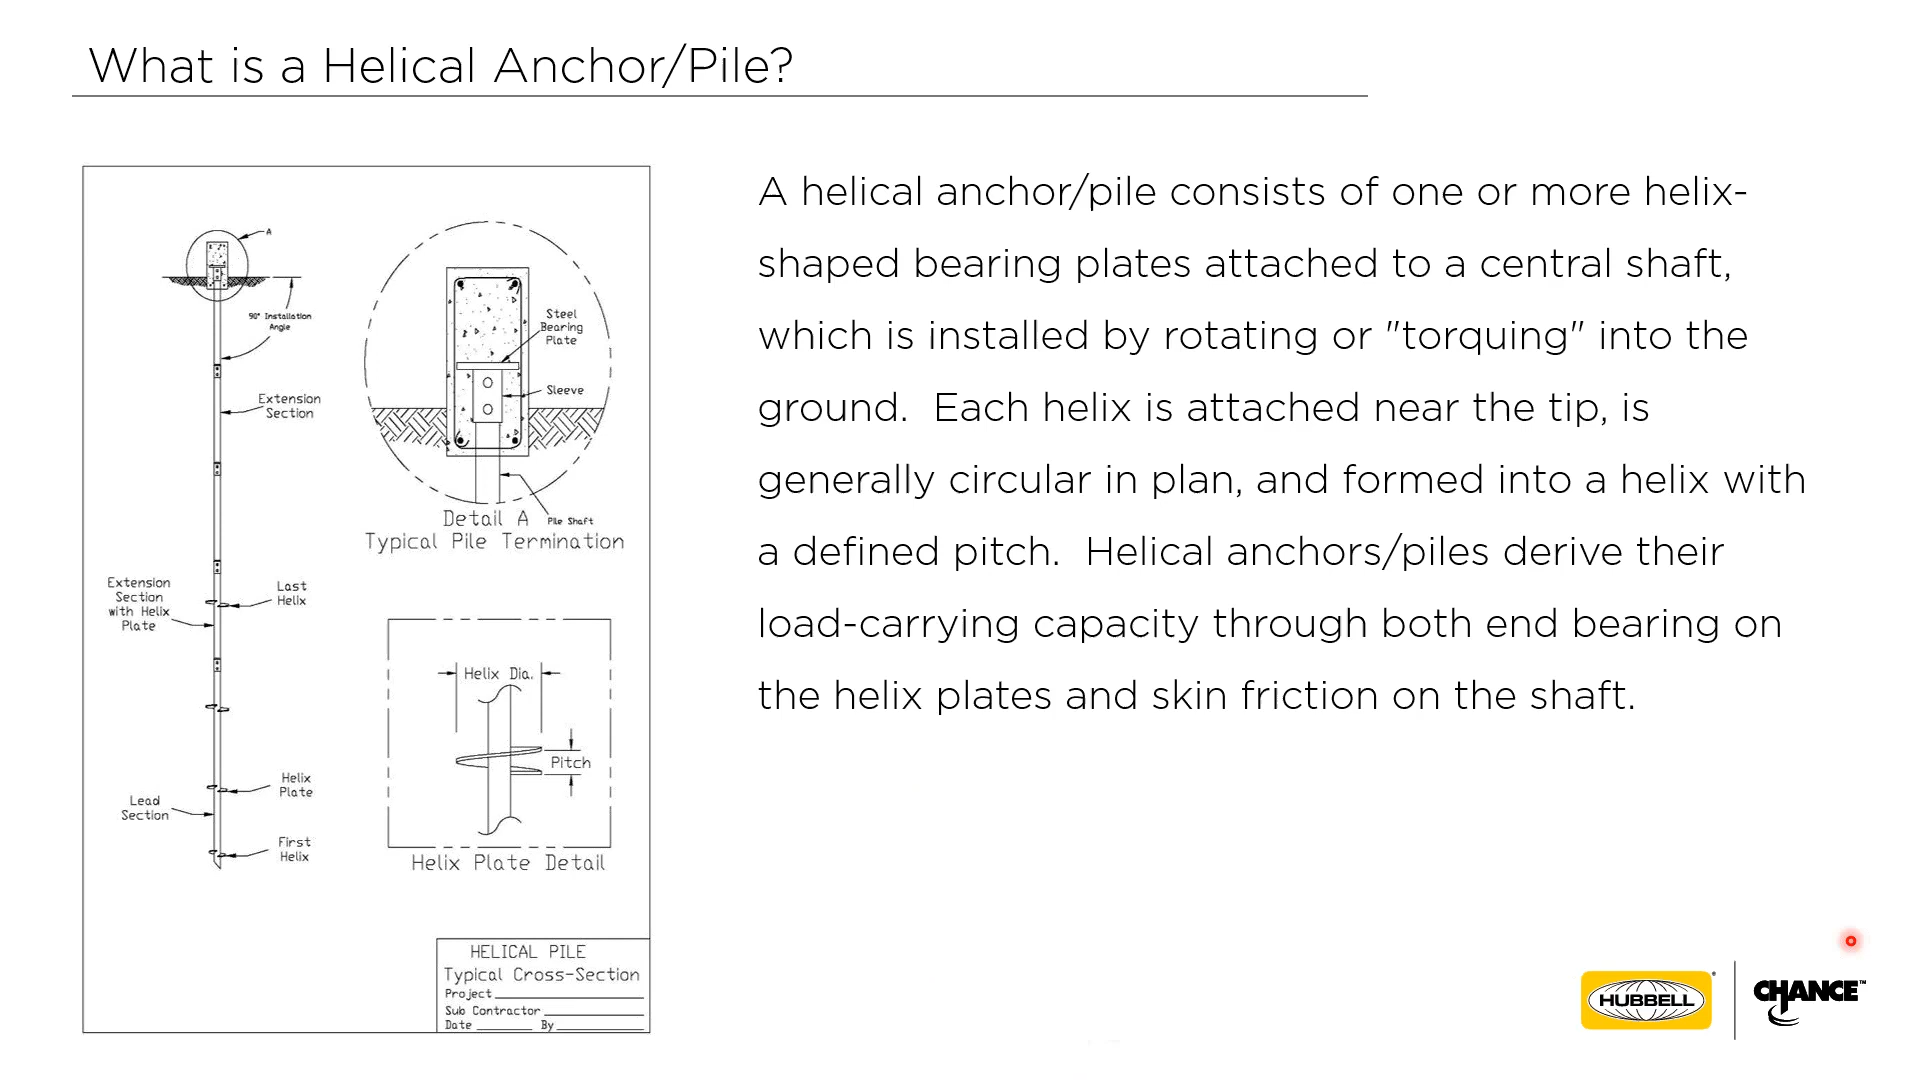 What is a Helical Anchor/Pile?
A helical anchor/pile consists of one or more helix-
shaped bearing plates attached to a central shaft,
which is installed by rotating or "torquing" into the
ground.  Each helix is attached near the tip, is
generally circular in plan, and formed into a helix with
a defined pitch.  Helical anchors/piles derive their
load-carrying capacity through both end bearing on
the helix plates and skin friction on the shaft.
A
90° Installation
Angle
Extension
Section
Extension
Section
with Helix
Plate
Last
Helix
Helix
Plate
Lead
Section
First
Helix
Steel
Bearing
Plate
Sleeve
Pile Shaft
Detail A
Typical Pile Termination
Helix Dia.
Pitch
Helix Plate Detail
HELICAL PILE
Typical Cross-Section
Project
Sub Contractor
Date By
HUBBELL®
CHANCE™